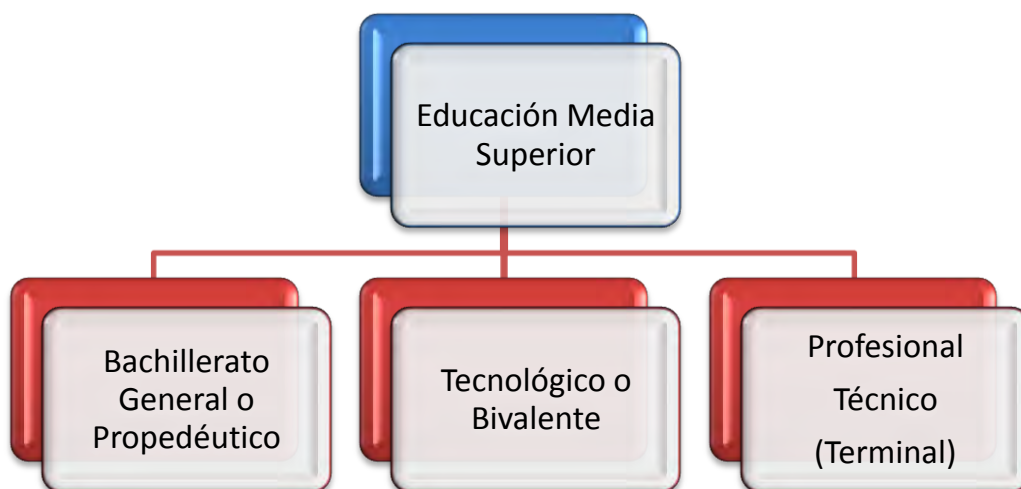 Educación Media
Superior
Bachillerato
General o
Propedéutico
Tecnológico o
Bivalente
Profesional
Técnico
(Terminal)